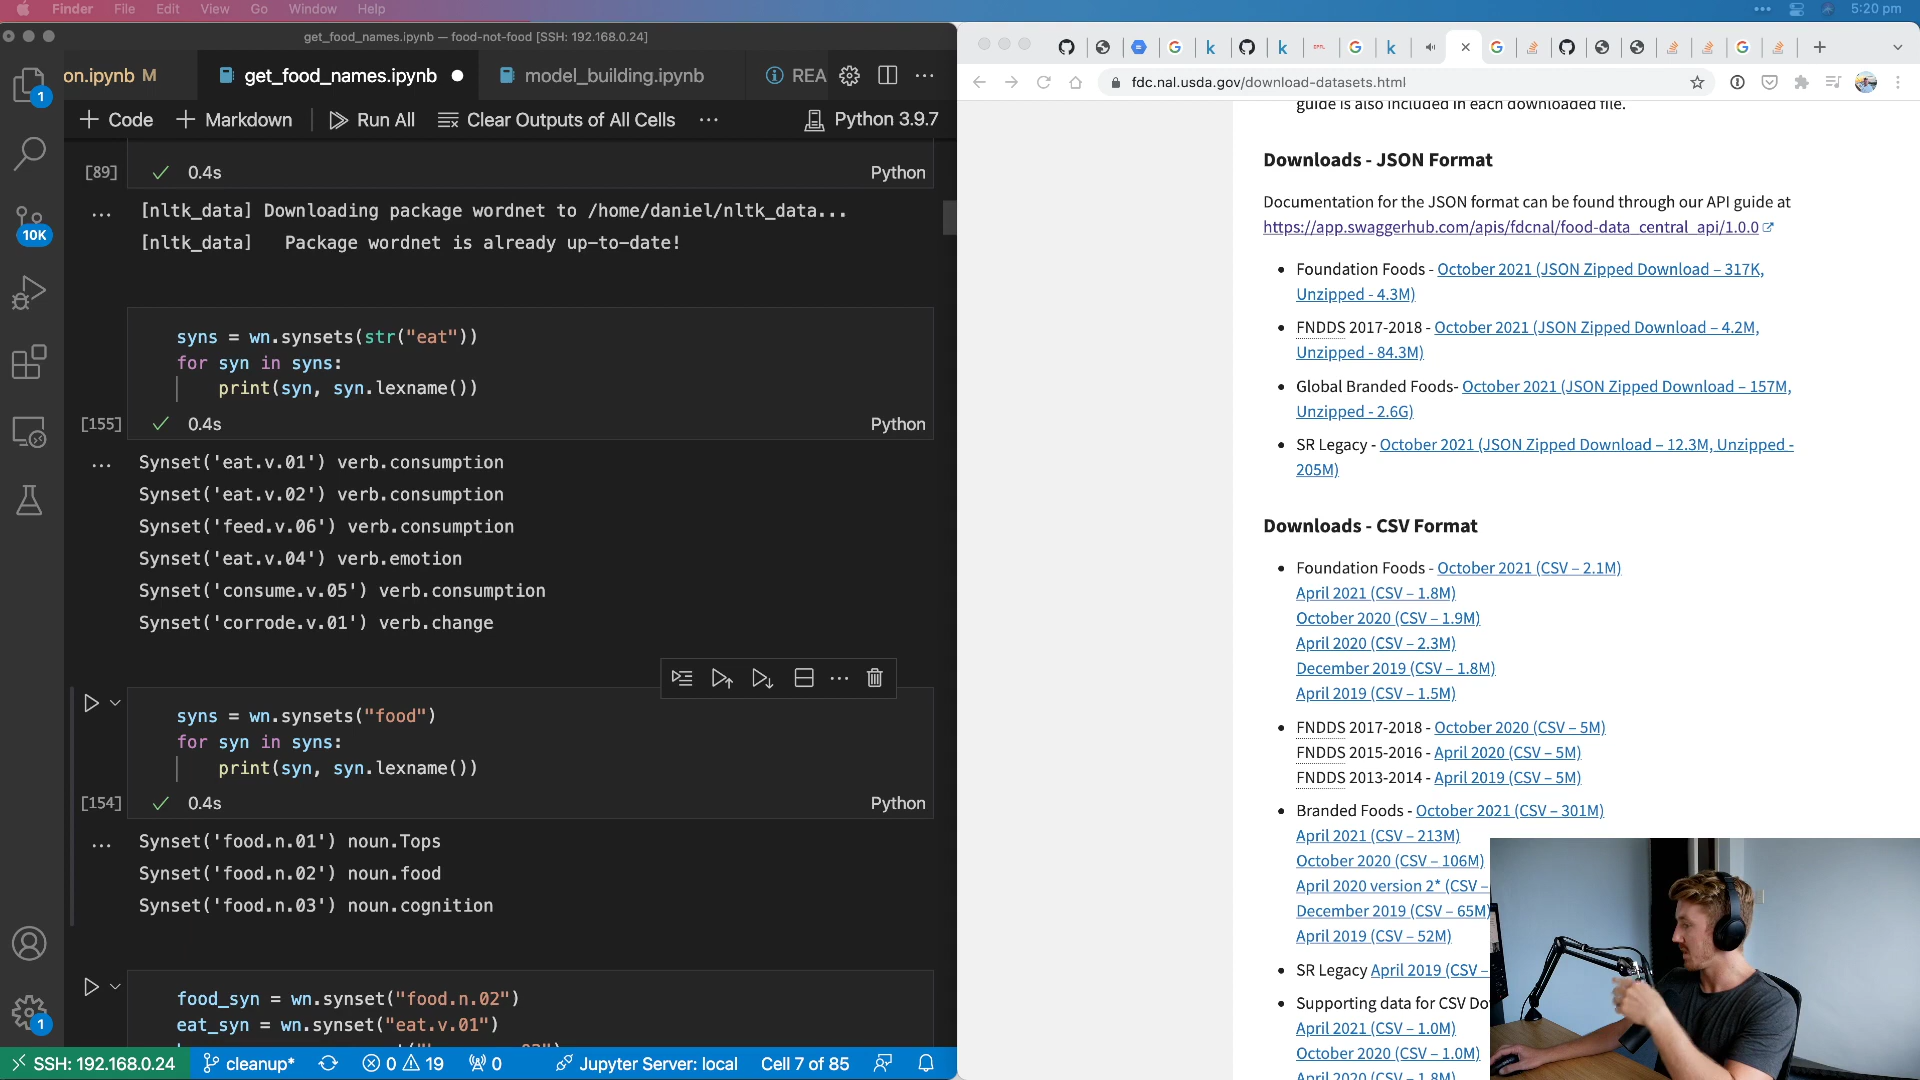 Finder File Edit View Go Window Help
5:20 pm
get_food_names.ipynb — food-not-food [SSH: 192.168.0.24]
on.ipynb M
get_food_names.ipynb
model_building.ipynb
REA
Code
Markdown
Run All
Clear Outputs of All Cells
Python 3.9.7
1
10K
1
[89]
0.4s
Python
[nltk_data] Downloading package wordnet to /home/daniel/nltk_data...
[nltk_data]   Package wordnet is already up-to-date!
syns = wn.synsets(str("eat"))
for syn in syns:
    print(syn, syn.lexname())
[155]
0.4s
Python
Synset('eat.v.01') verb.consumption
Synset('eat.v.02') verb.consumption
Synset('feed.v.06') verb.consumption
Synset('eat.v.04') verb.emotion
Synset('consume.v.05') verb.consumption
Synset('corrode.v.01') verb.change
syns = wn.synsets("food")
for syn in syns:
    print(syn, syn.lexname())
[154]
0.4s
Python
Synset('food.n.01') noun.Tops
Synset('food.n.02') noun.food
Synset('food.n.03') noun.cognition
food_syn = wn.synset("food.n.02")
eat_syn = wn.synset("eat.v.01")
SSH: 192.168.0.24
cleanup*
0
19
0
Jupyter Server: local
Cell 7 of 85
fdc.nal.usda.gov/download-datasets.html
guide is also included in each downloaded file.
Downloads - JSON Format
Documentation for the JSON format can be found through our API guide at
https://app.swaggerhub.com/apis/fdcnal/food-data_central_api/1.0.0
Foundation Foods - October 2021 (JSON Zipped Download – 317K,
Unzipped - 4.3M)
FNDDS 2017-2018 - October 2021 (JSON Zipped Download – 4.2M,
Unzipped - 84.3M)
Global Branded Foods- October 2021 (JSON Zipped Download – 157M,
Unzipped - 2.6G)
SR Legacy - October 2021 (JSON Zipped Download – 12.3M, Unzipped -
205M)
Downloads - CSV Format
Foundation Foods - October 2021 (CSV – 2.1M)
April 2021 (CSV – 1.8M)
October 2020 (CSV – 1.9M)
April 2020 (CSV – 2.3M)
December 2019 (CSV – 1.8M)
April 2019 (CSV – 1.5M)
FNDDS 2017-2018 - October 2020 (CSV – 5M)
FNDDS 2015-2016 - April 2020 (CSV – 5M)
FNDDS 2013-2014 - April 2019 (CSV – 5M)
Branded Foods - October 2021 (CSV – 301M)
April 2021 (CSV – 213M)
October 2020 (CSV – 106M)
April 2020 version 2* (CSV –
December 2019 (CSV – 65M)
April 2019 (CSV – 52M)
SR Legacy April 2019 (CSV –
Supporting data for CSV Do
April 2021 (CSV – 1.0M)
October 2020 (CSV – 1.0M)
April 2020 (CSV – 1.8M)